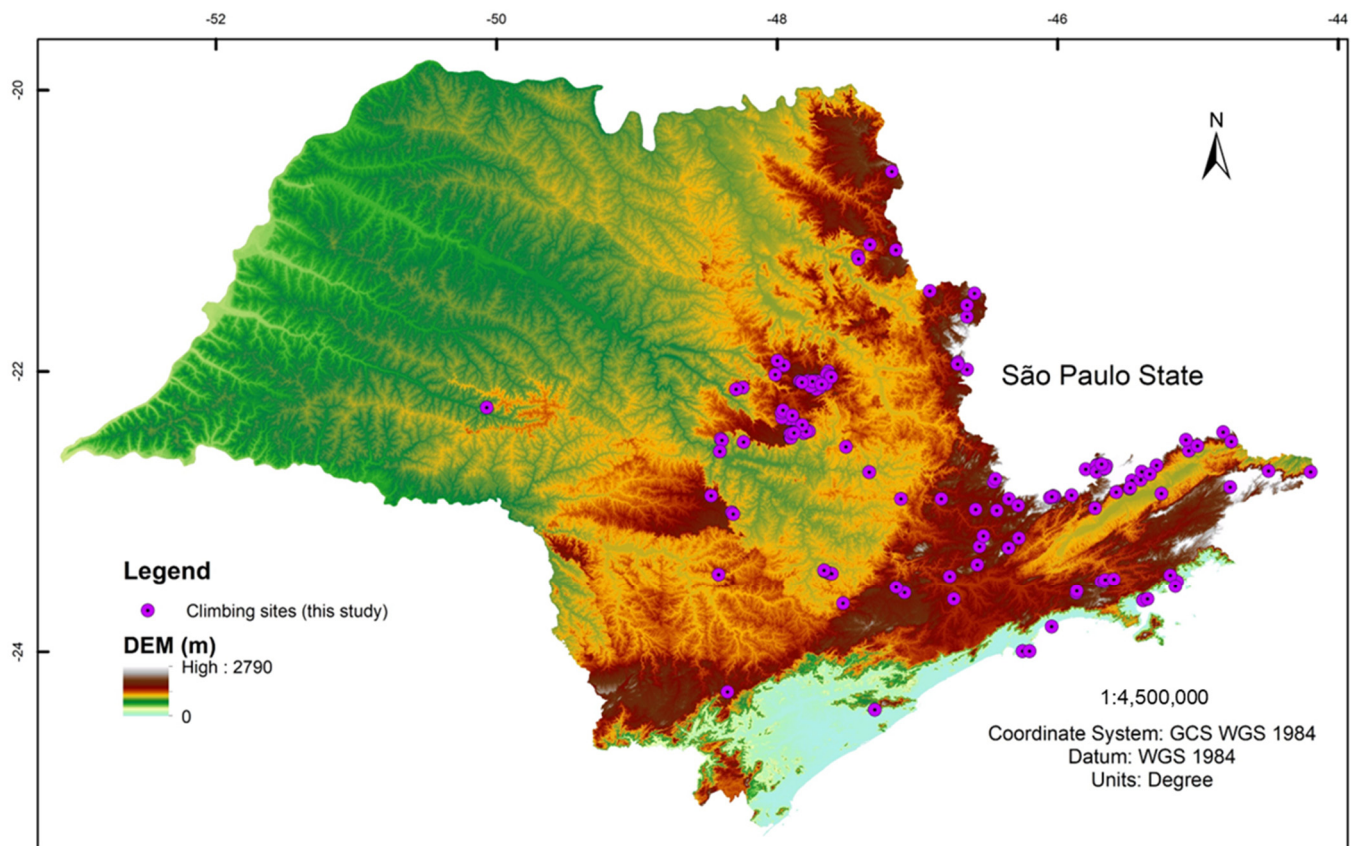 -52 -50 -48 -46 -44
-20
N
-22
São Paulo State
Legend
Climbing sites (this study)
DEM (m)
High : 2790
0
-24
1:4,500,000
Coordinate System: GCS WGS 1984
Datum: WGS 1984
Units: Degree